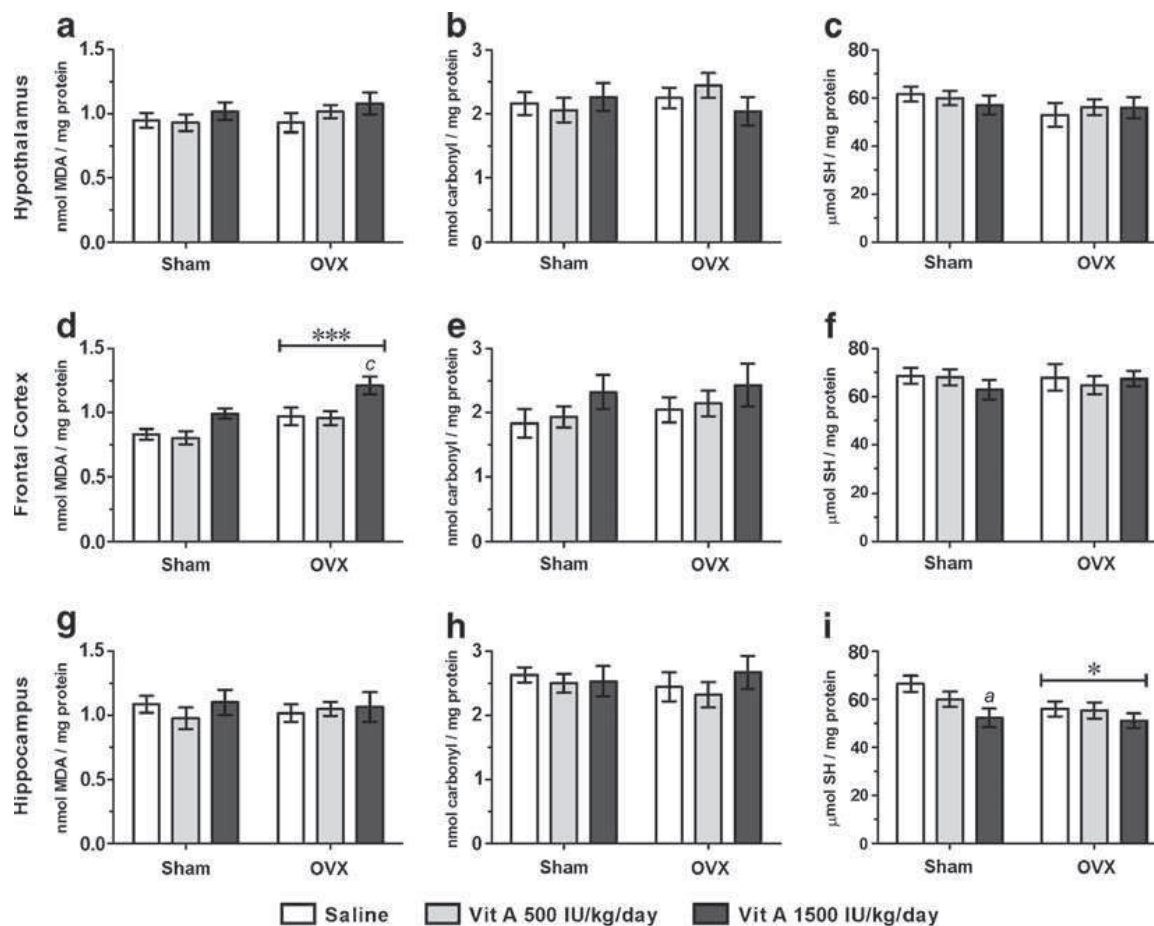 a
b
c
Hypothalamus
nmol MDA / mg protein
1.5
1.0
0.5
0.0
Sham
OVX
nmol carbonyl / mg protein
3
2
1
0
Sham
OVX
µmol SH / mg protein
80
60
40
20
0
Sham
OVX
d
e
f
Frontal Cortex
nmol MDA / mg protein
1.5
1.0
0.5
0.0
***
c
Sham
OVX
nmol carbonyl / mg protein
3
2
1
0
Sham
OVX
µmol SH / mg protein
80
60
40
20
0
Sham
OVX
g
h
i
Hippocampus
nmol MDA / mg protein
1.5
1.0
0.5
0.0
Sham
OVX
nmol carbonyl / mg protein
3
2
1
0
Sham
OVX
µmol SH / mg protein
80
60
40
20
0
a
*
Sham
OVX
Saline
Vit A 500 IU/kg/day
Vit A 1500 IU/kg/day